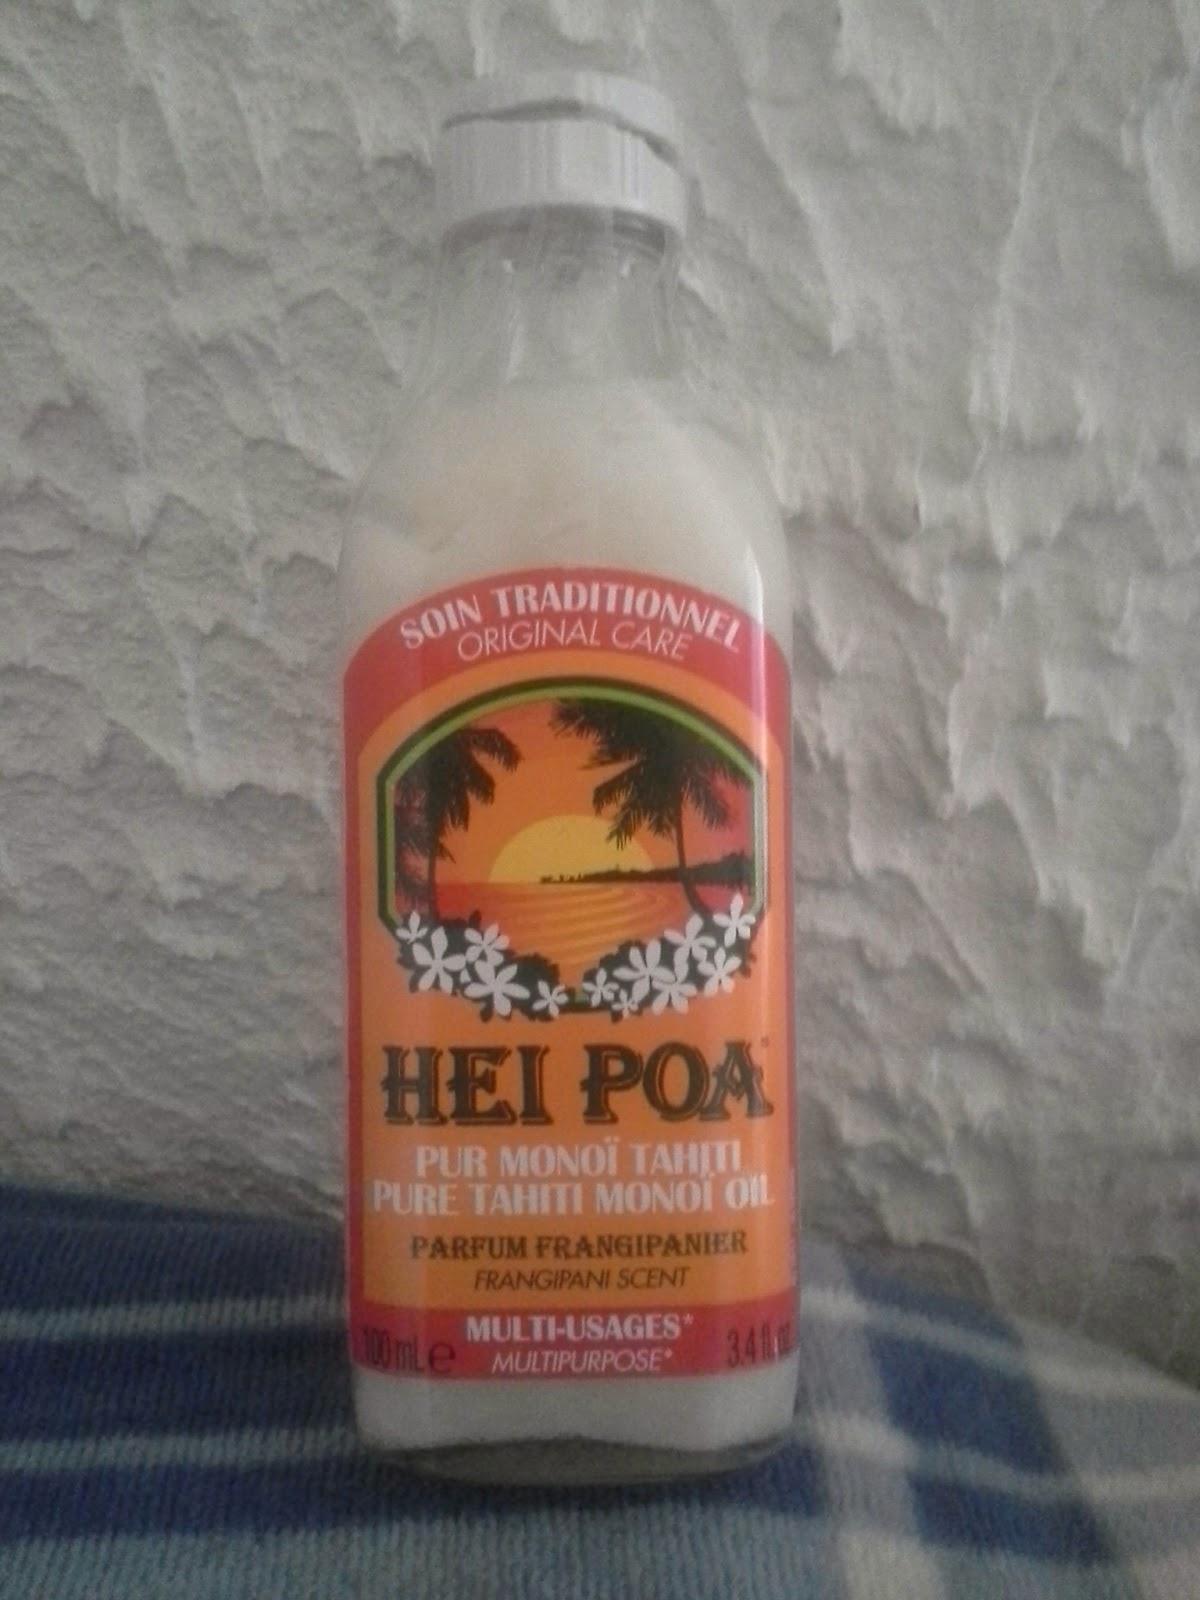 SOIN TRADITIONNEL
ORIGINAL CARE
HEI POA
PUR MONOÏ TAHITI
PURE TAHITI MONOÏ OIL
PARFUM FRANGIPANIER
FRANGIPANI SCENT
MULTI-USAGES*
MULTIPURPOSE*
100 mL ℮
3.4 fl.oz